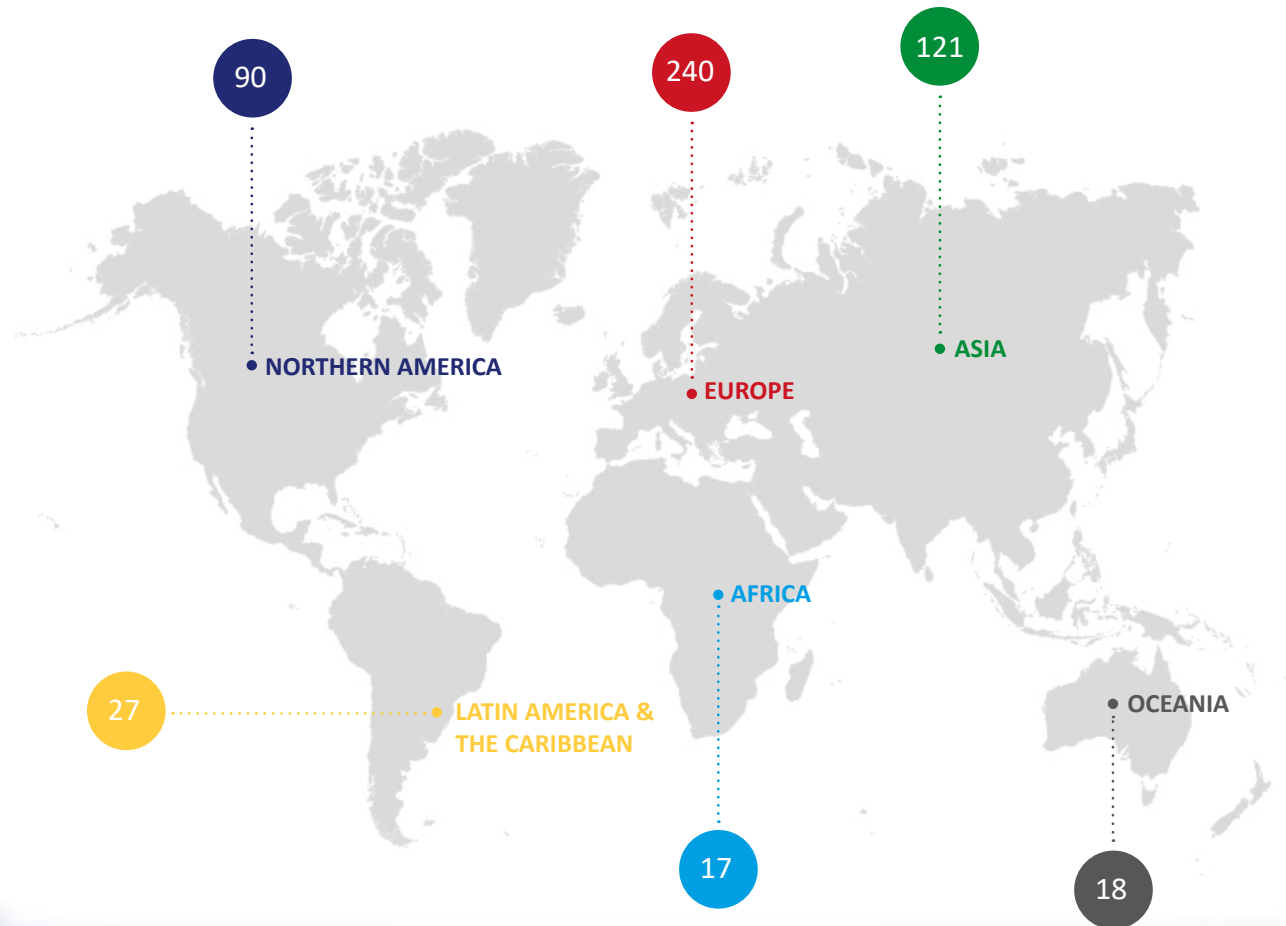 121
90
240
ASIA
NORTHERN AMERICA
EUROPE
AFRICA
27
LATIN AMERICA &
THE CARIBBEAN
OCEANIA
17
18